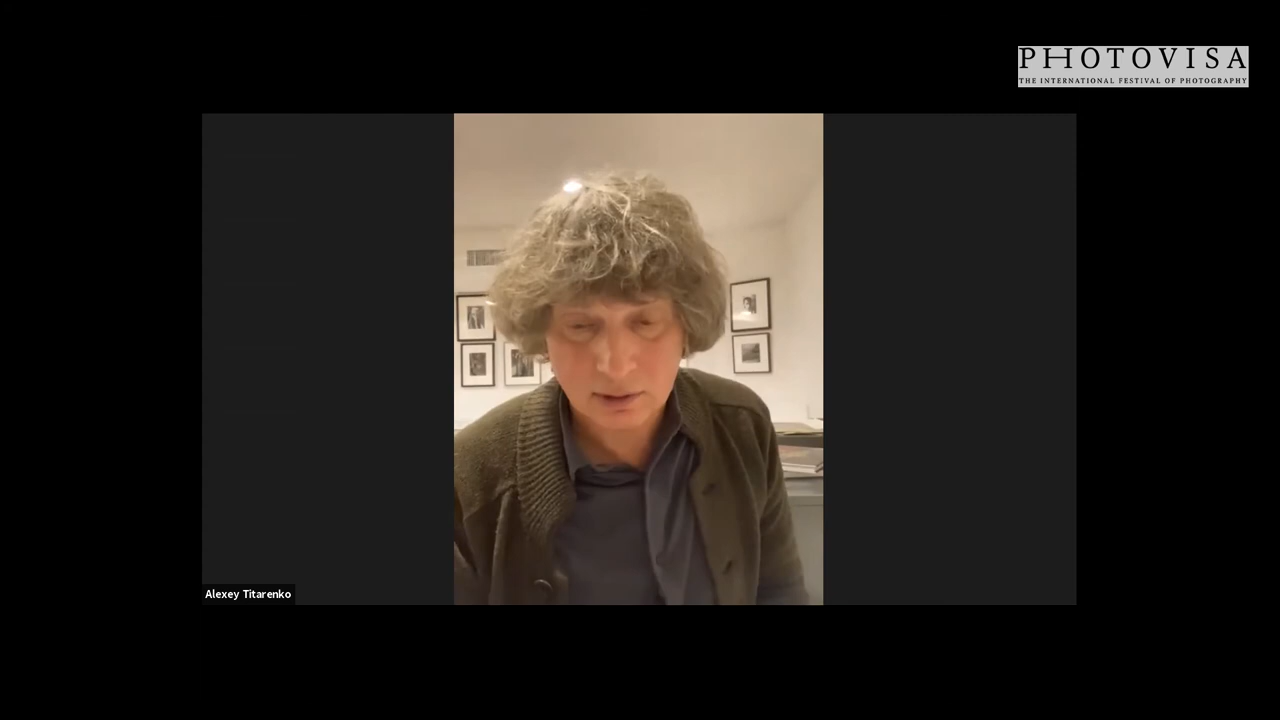 PHOTOVISA
THE INTERNATIONAL FESTIVAL OF PHOTOGRAPHY
Alexey Titarenko